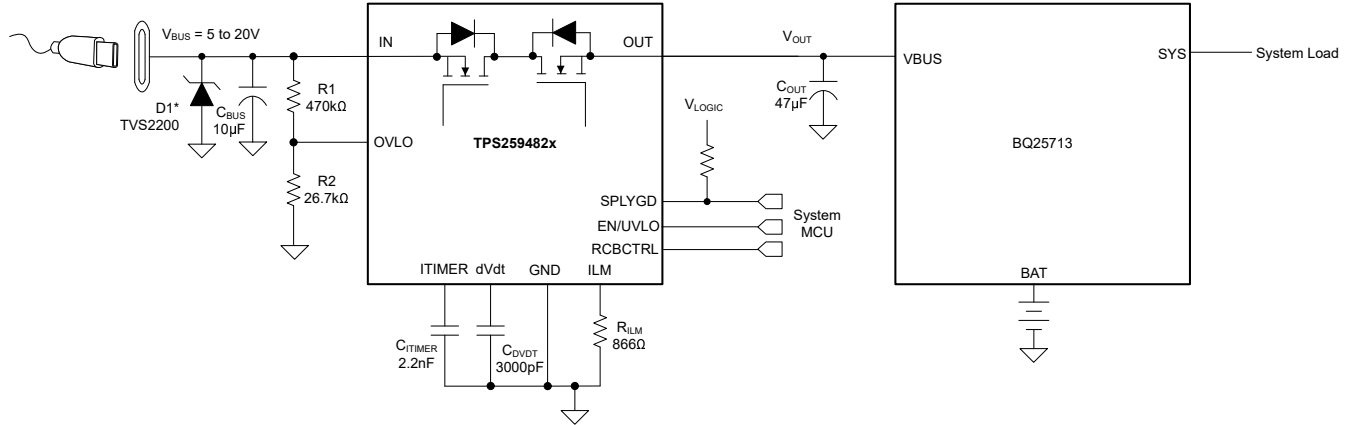 V_BUS = 5 to 20V
IN
OUT
V_OUT
VBUS
SYS
System Load
D1*
TVS2200
C_BUS
10µF
R1
470kΩ
C_OUT
47µF
V_LOGIC
OVLO
TPS259482x
BQ25713
R2
26.7kΩ
SPLYGD
EN/UVLO
RCBCTRL
System
MCU
ITIMER
dVdt
GND
ILM
BAT
C_ITIMER
2.2nF
C_DVDT
3000pF
R_ILM
866Ω